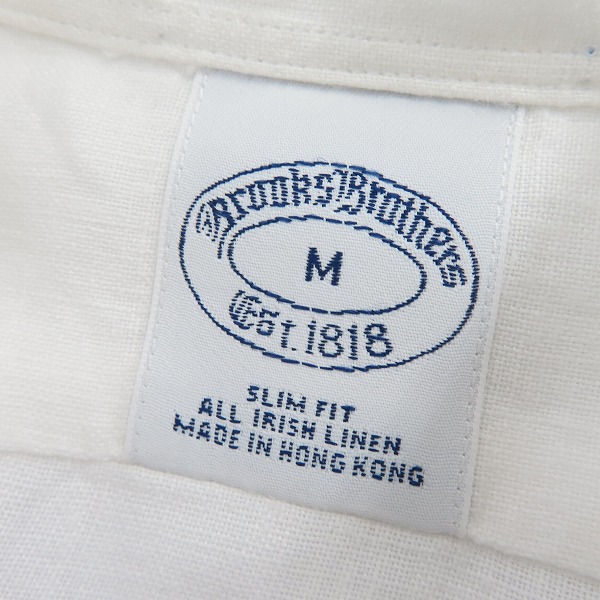 Brooks Brothers
M
Est. 1818
SLIM FIT
ALL IRISH LINEN
MADE IN HONG KONG